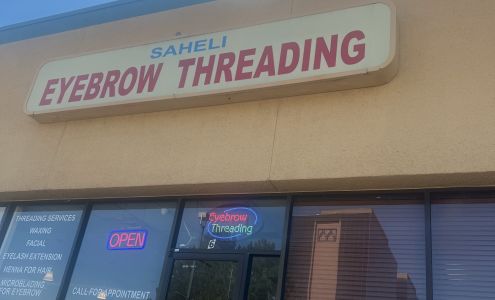 SAHELI
EYEBROW THREADING
THREADING SERVICES
WAXING
FACIAL
EYELASH EXTENSION
HENNA FOR HAIR
MICROBLADING
FOR EYEBROW
OPEN
CALL FOR APPOINTMENT
Eyebrow
Threading